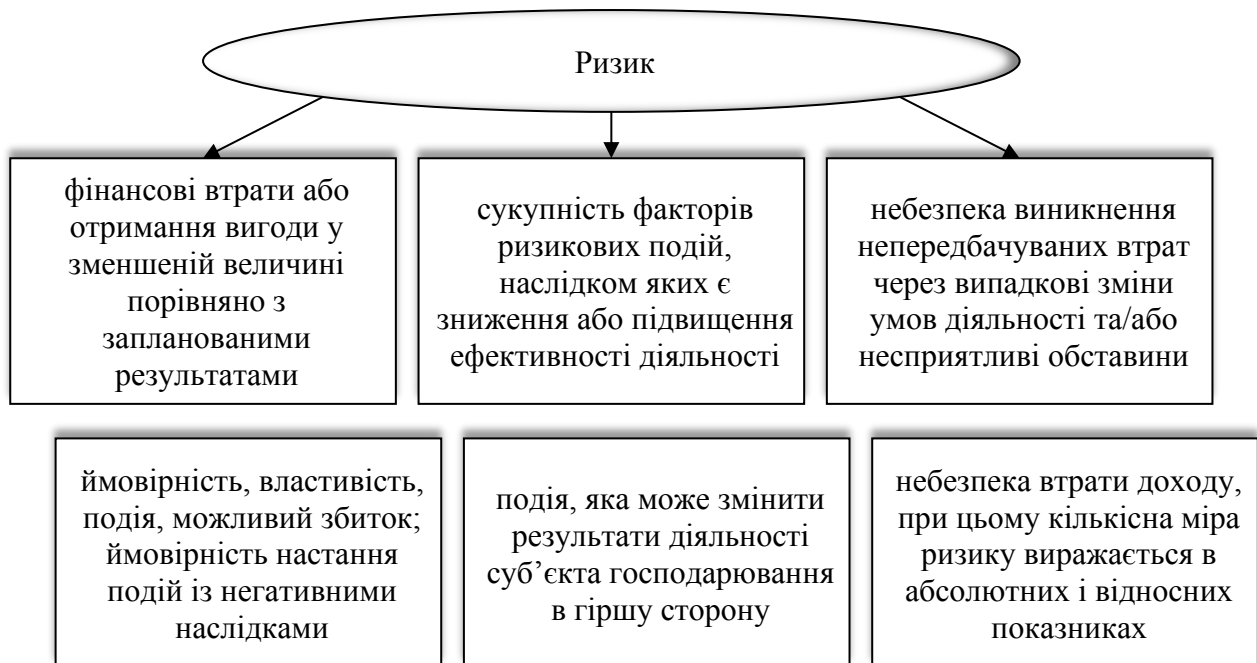 Ризик
фінансові втрати або
отримання вигоди у
зменшеній величині
порівняно з
запланованими
результатами
сукупність факторів
ризикових подій,
наслідком яких є
зниження або підвищення
ефективності діяльності
небезпека виникнення
непередбачуваних втрат
через випадкові зміни
умов діяльності та/або
несприятливі обставини
ймовірність, властивість,
подія, можливий збиток;
ймовірність настання
подій із негативними
наслідками
подія, яка може змінити
результати діяльності
суб’єкта господарювання
в гіршу сторону
небезпека втрати доходу,
при цьому кількісна міра
ризику виражається в
абсолютних і відносних
показниках